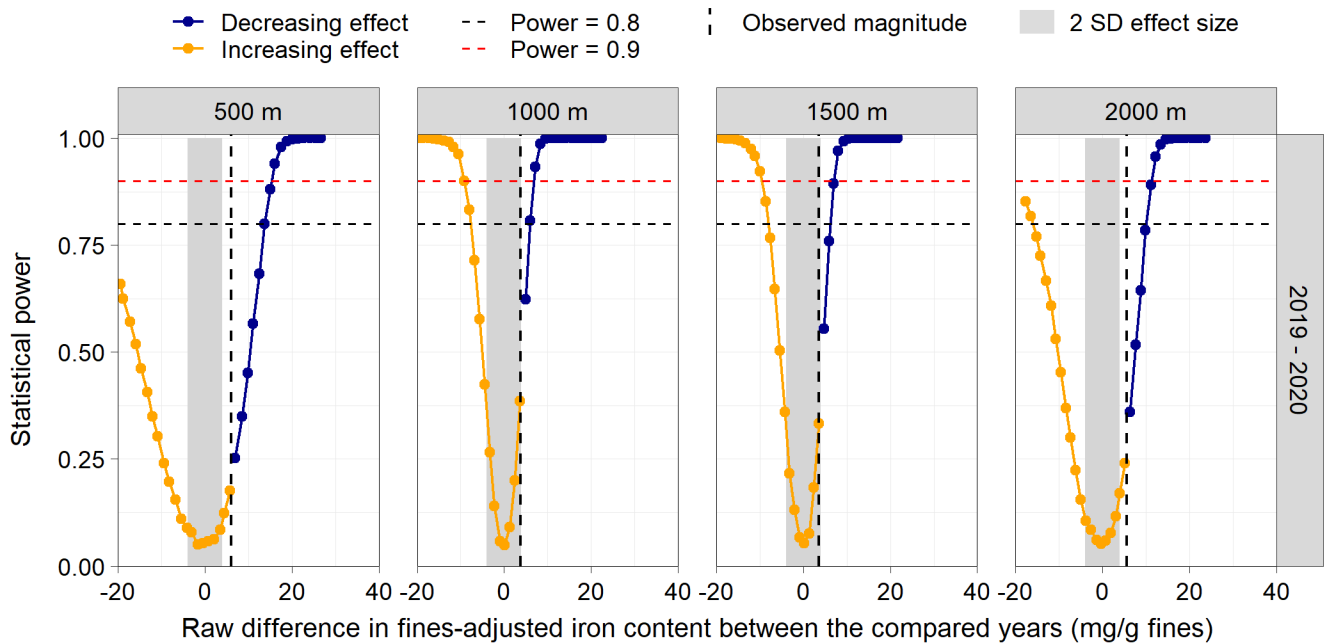 Decreasing effect Power = 0.8 Observed magnitude 2 SD effect size
Increasing effect Power = 0.9
500 m 1000 m 1500 m 2000 m
1.00
0.75
0.50
0.25
0.00
Statistical power
2019 - 2020
-20 0 20 40 -20 0 20 40 -20 0 20 40 -20 0 20 40
Raw difference in fines-adjusted iron content between the compared years (mg/g fines)